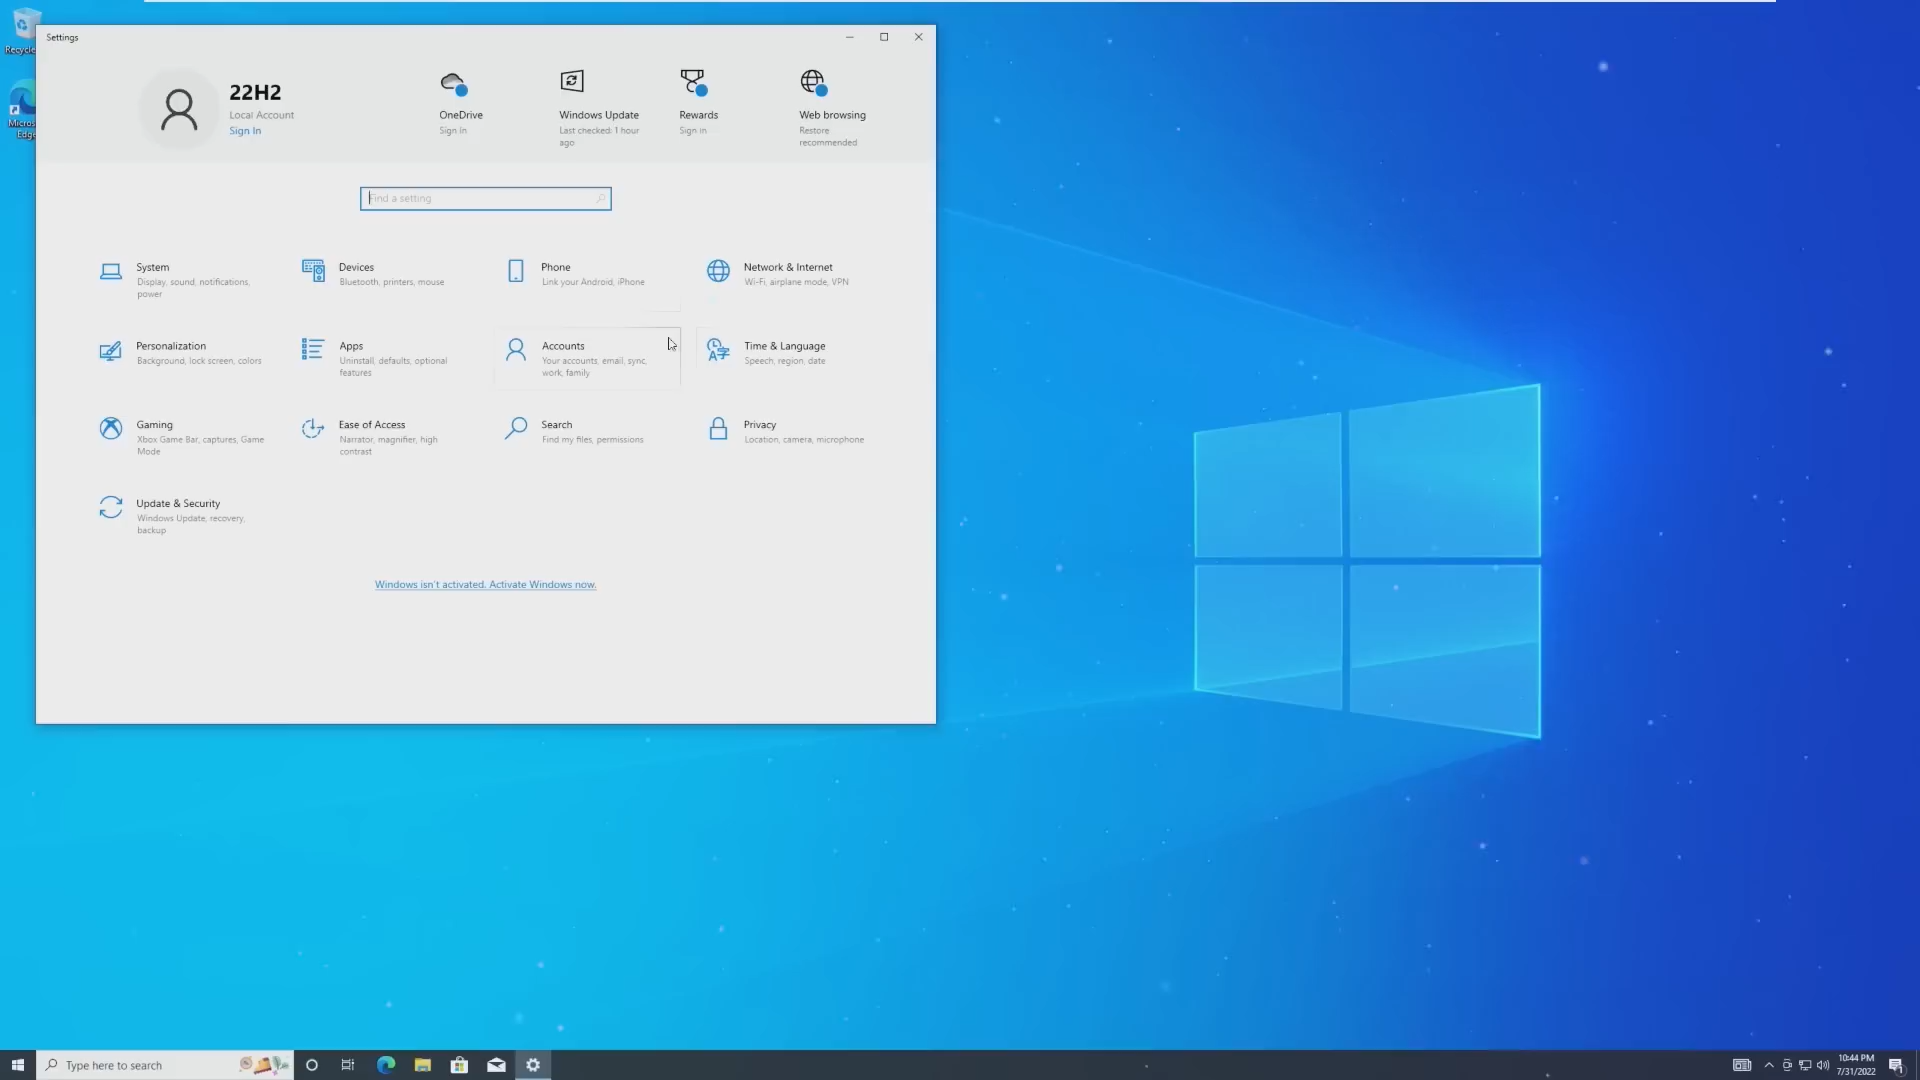 Settings
22H2
Local Account
Sign In
OneDrive
Sign In
Windows Update
Last checked: 1 hour
ago
Rewards
Sign in
Web browsing
Restore
recommended
Find a setting
System
Display, sound, notifications,
power
Devices
Bluetooth, printers, mouse
Phone
Link your Android, iPhone
Network & Internet
Wi-Fi, airplane mode, VPN
Personalization
Background, lock screen, colors
Apps
Uninstall, defaults, optional
features
Accounts
Your accounts, email, sync,
work, family
Time & Language
Speech, region, date
Gaming
Xbox Game Bar, captures, Game
Mode
Ease of Access
Narrator, magnifier, high
contrast
Search
Find my files, permissions
Privacy
Location, camera, microphone
Update & Security
Windows Update, recovery,
backup
Windows isn't activated. Activate Windows now.
Recycle
Micros
Edge
Type here to search
10:44 PM
7/31/2022